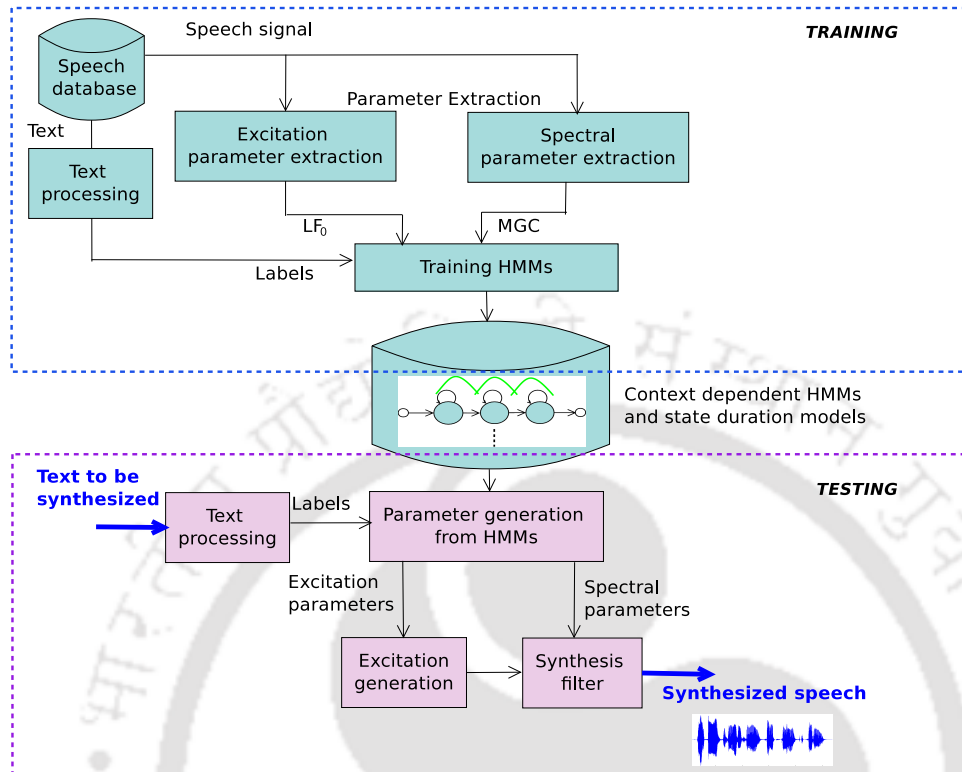 Speech signal
TRAINING
Speech
database
Parameter Extraction
Text
Excitation
parameter extraction
Spectral
parameter extraction
Text
processing
LF₀
MGC
Labels
Training HMMs
Context dependent HMMs
and state duration models
Text to be
synthesized
TESTING
Text
processing
Labels
Parameter generation
from HMMs
Excitation
parameters
Spectral
parameters
Excitation
generation
Synthesis
filter
Synthesized speech